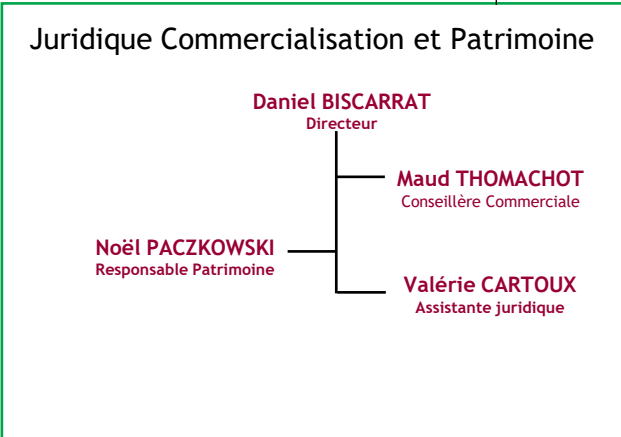 Juridique Commercialisation et Patrimoine
Daniel BISCARRAT
Directeur
Maud THOMACHOT
Conseillère Commerciale
Noël PACZKOWSKI
Responsable Patrimoine
Valérie CARTOUX
Assistante juridique